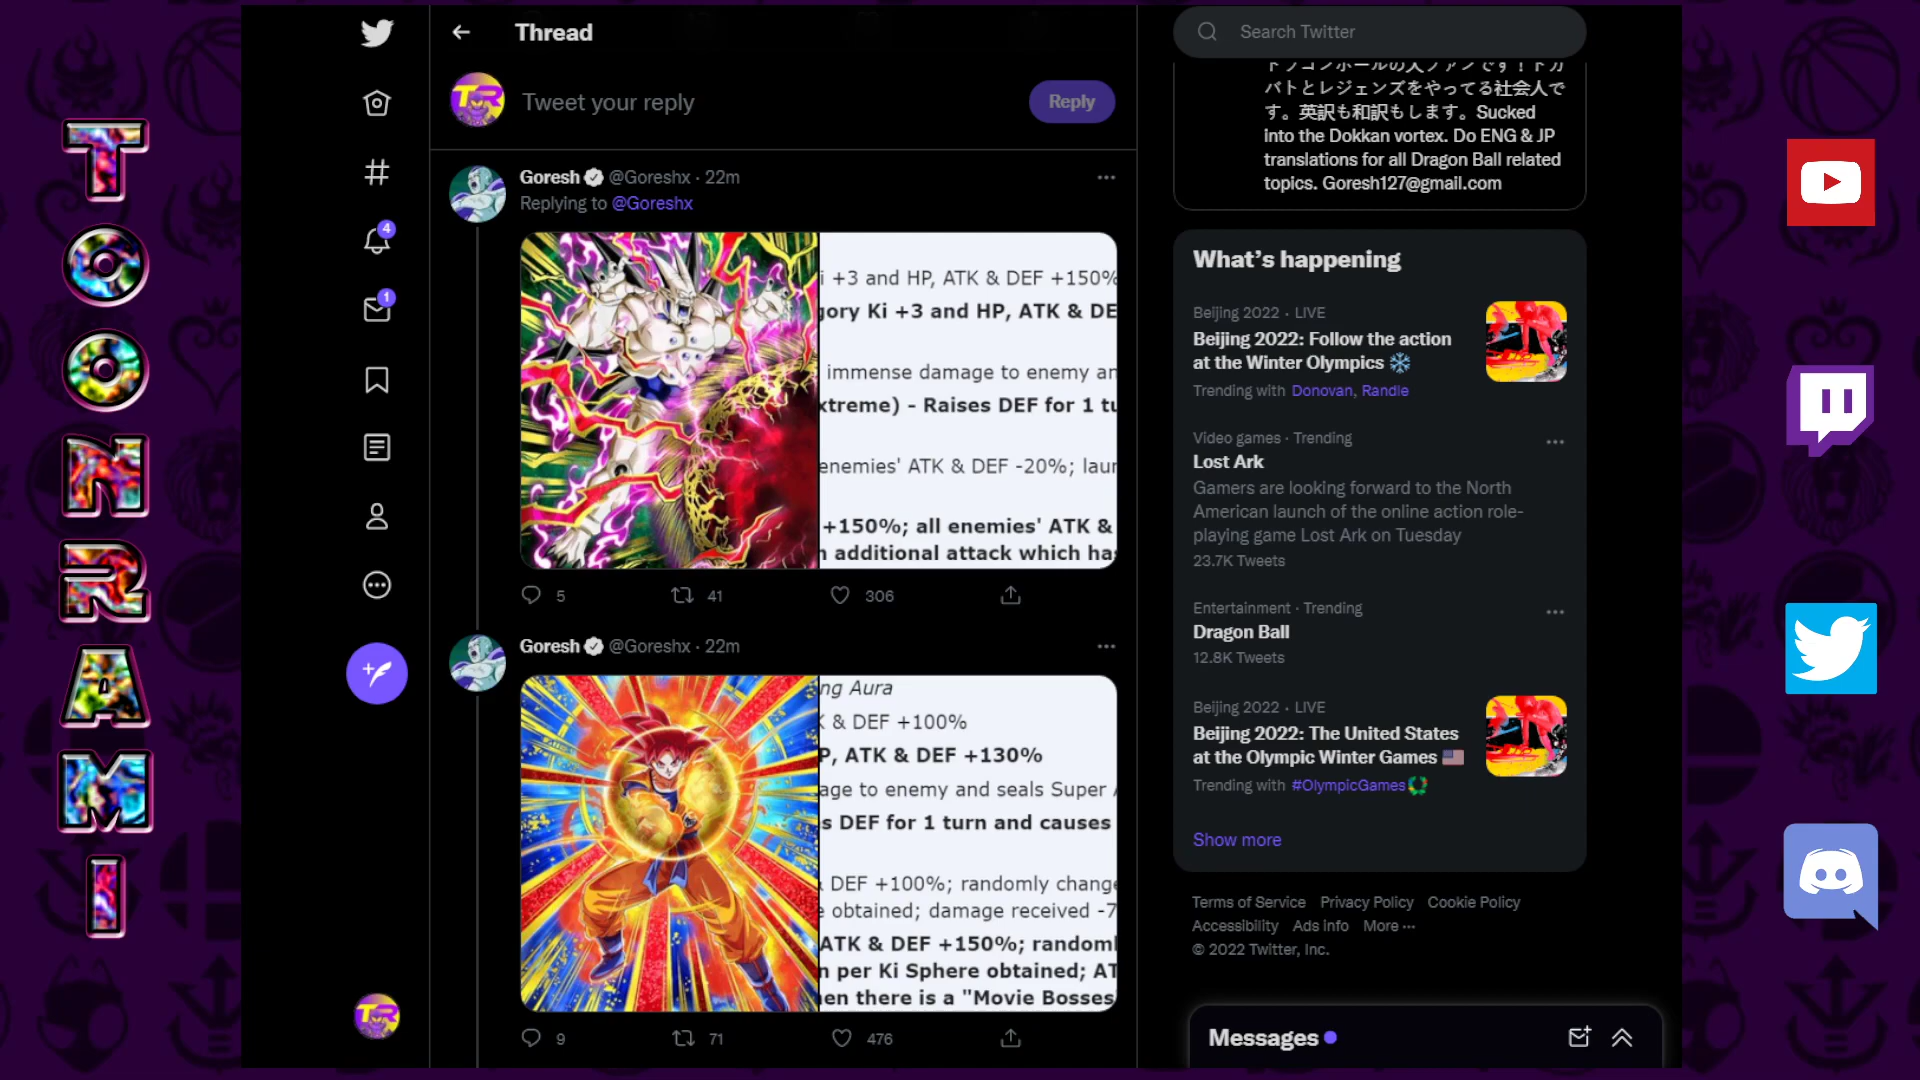 TOONRAMI
Thread
Tweet your reply
Reply
Goresh @Goreshx · 22m
Replying to @Goreshx
i +3 and HP, ATK & DEF +150%
gory Ki +3 and HP, ATK & DE
immense damage to enemy an
xtreme) - Raises DEF for 1 tu
enemies' ATK & DEF -20%; laun
+150%; all enemies' ATK &
n additional attack which has
5 41 306
Goresh @Goreshx · 22m
ng Aura
K & DEF +100%
P, ATK & DEF +130%
age to enemy and seals Super A
s DEF for 1 turn and causes
& DEF +100%; randomly change
e obtained; damage received -7
ATK & DEF +150%; randoml
n per Ki Sphere obtained; AT
hen there is a "Movie Bosses
9 71 476
4
1
TR
TR
Search Twitter
ドラゴンボールの大ファンです！ドカ
バトとレジェンズをやってる社会人で
す。英訳も和訳もします。Sucked
into the Dokkan vortex. Do ENG & JP
translations for all Dragon Ball related
topics. Goresh127@gmail.com
What's happening
Beijing 2022 · LIVE
Beijing 2022: Follow the action
at the Winter Olympics
Trending with Donovan, Randle
Video games · Trending
Lost Ark
Gamers are looking forward to the North
American launch of the online action role-
playing game Lost Ark on Tuesday
23.7K Tweets
Entertainment · Trending
Dragon Ball
12.8K Tweets
Beijing 2022 · LIVE
Beijing 2022: The United States
at the Olympic Winter Games
Trending with #OlympicGames
Show more
Terms of Service Privacy Policy Cookie Policy
Accessibility Ads info More ···
© 2022 Twitter, Inc.
Messages